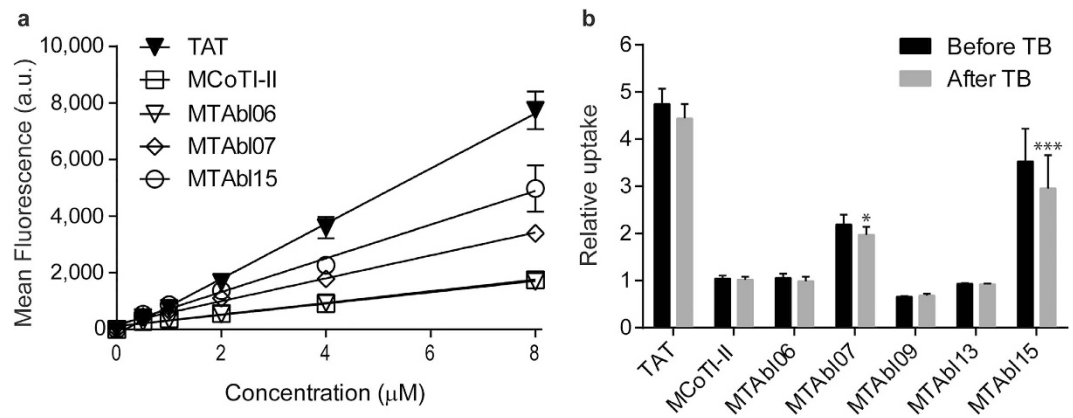 a
10,000
8,000
6,000
4,000
2,000
0
Mean Fluorescence (a.u.)
TAT
MCoTI-II
MTAbl06
MTAbl07
MTAbl15
0
2
4
6
8
Concentration (μM)
b
6
5
4
3
2
1
0
Relative uptake
Before TB
After TB
*
***
TAT
MCoTI-II
MTAbl06
MTAbl07
MTAbl09
MTAbl13
MTAbl15